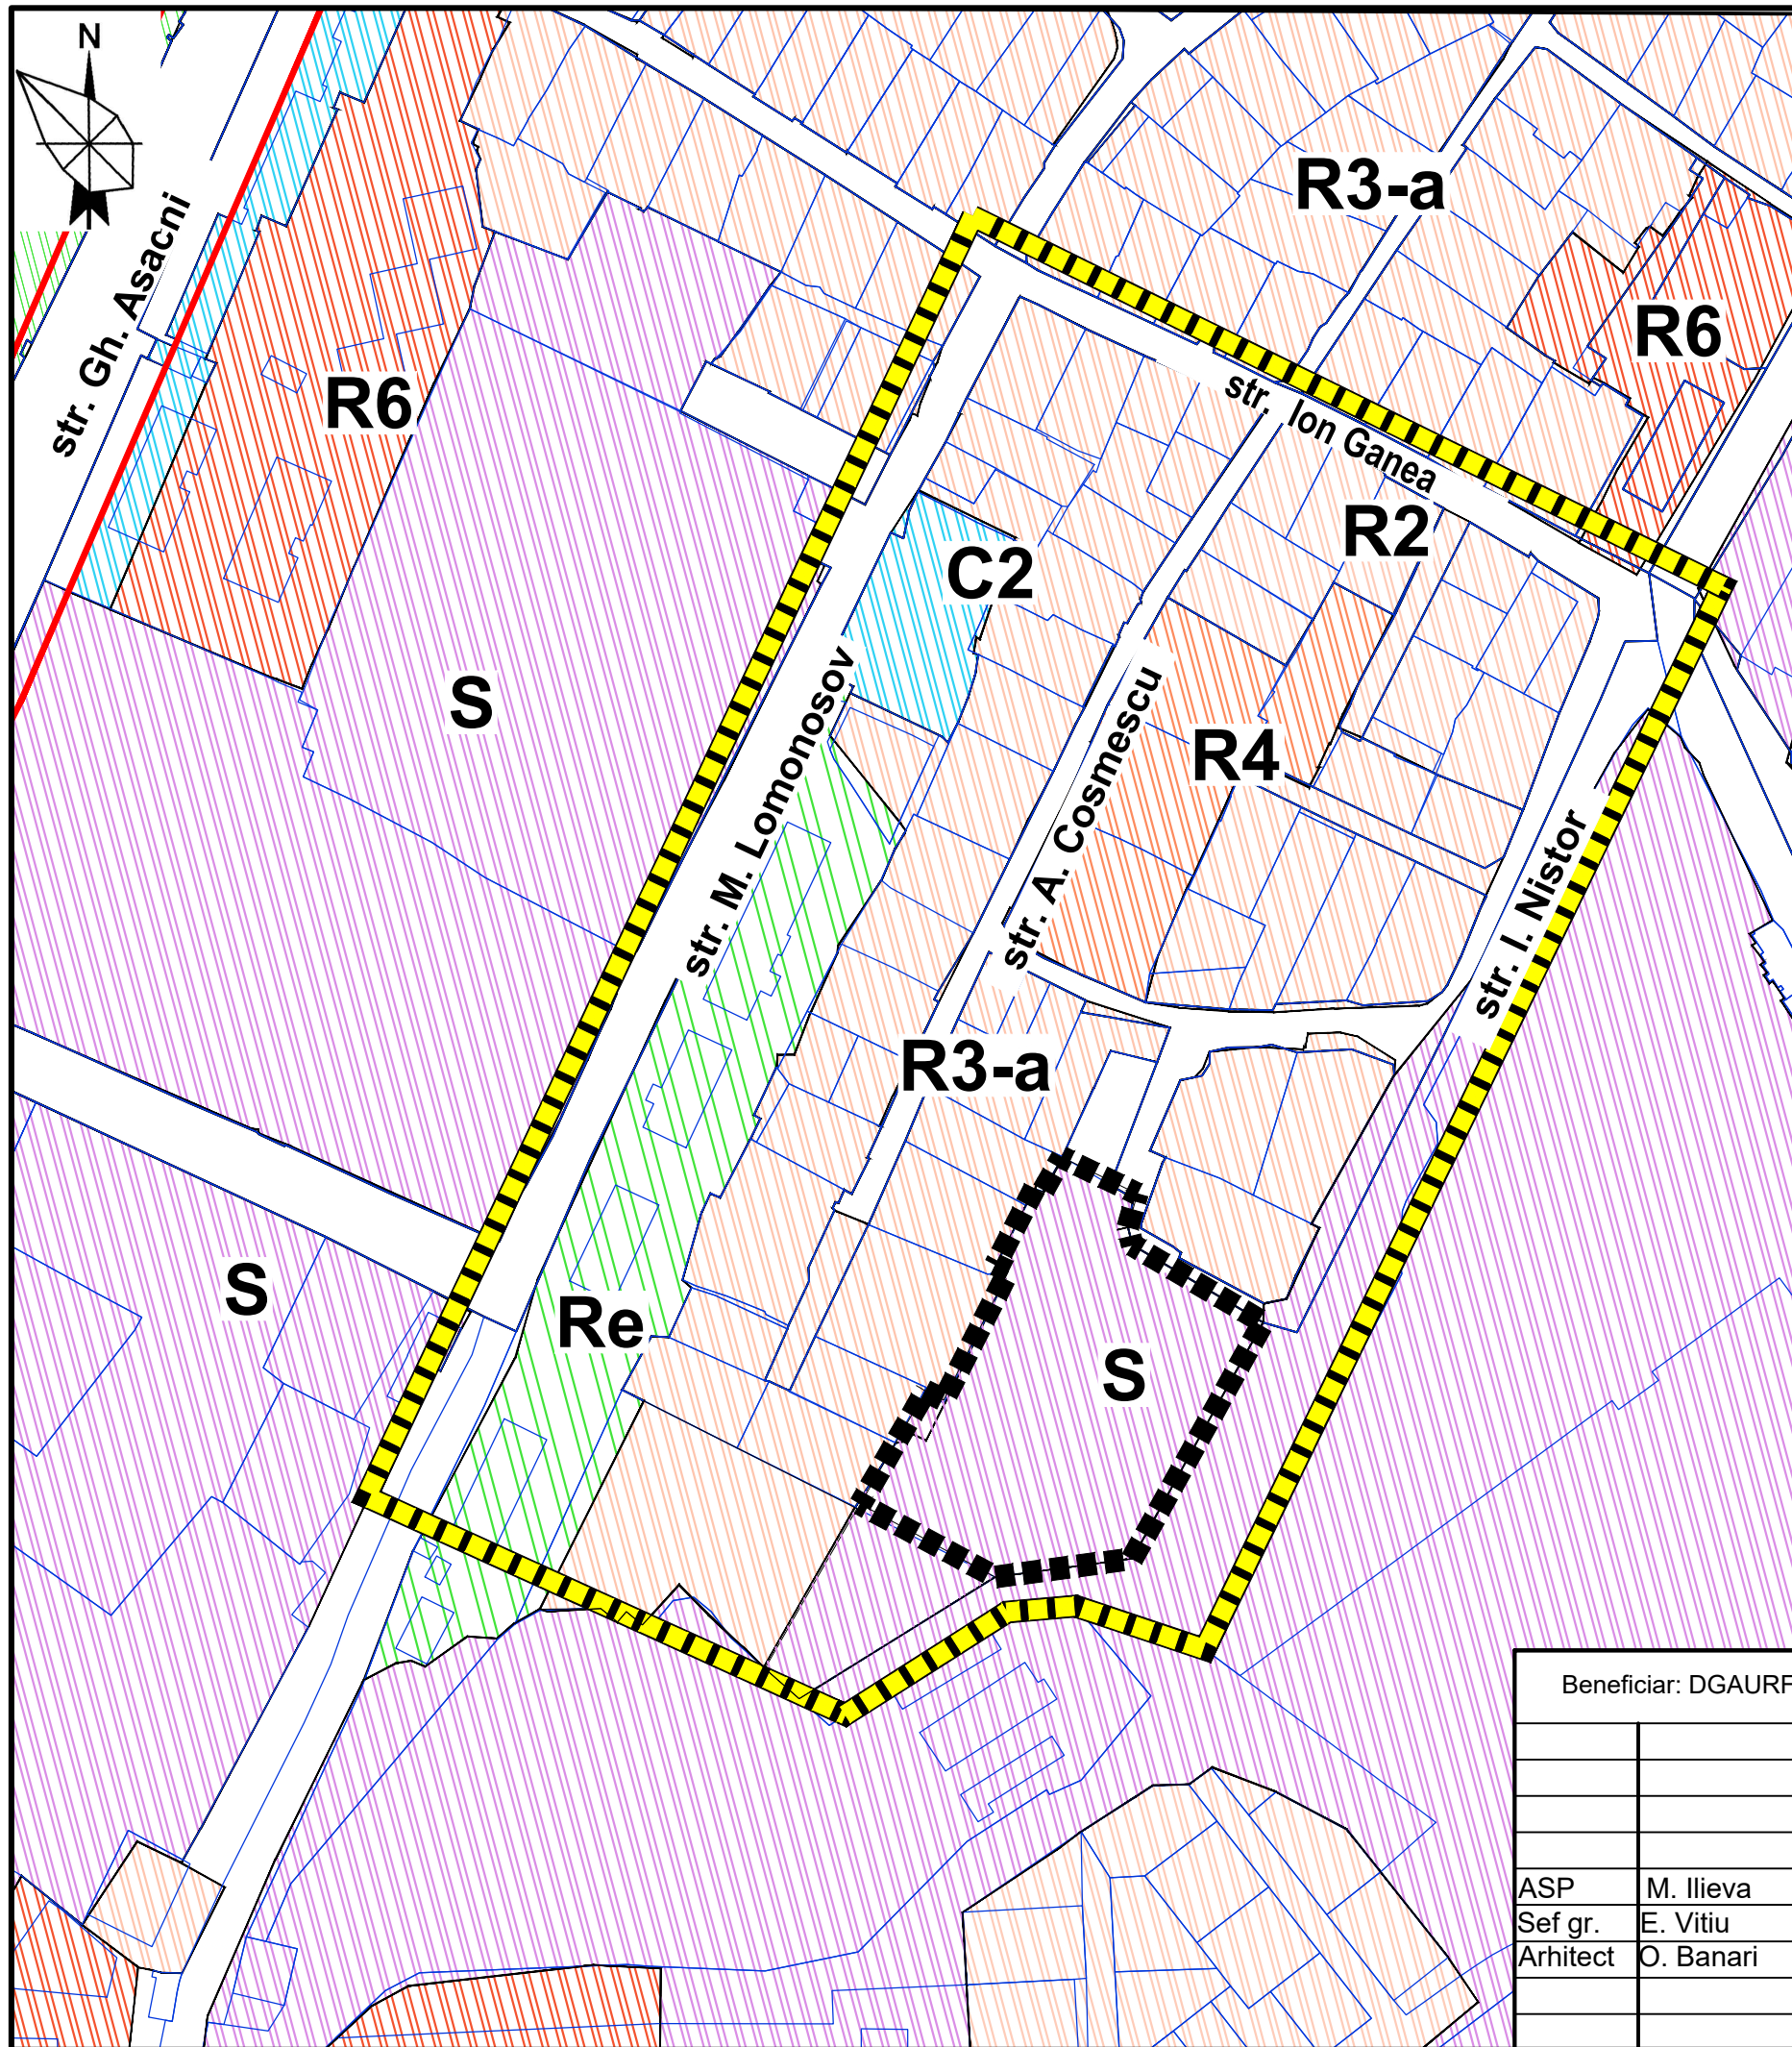 N
R3-a
str. Gh. Asacni
R6
R6
str. Ion Ganea
R2
C2
S
str. M. Lomonosov
str. A. Cosmescu
R4
str. I. Nistor
R3-a
S
Re
S
Beneficiar: DGAURF
ASP M. Ilieva
Sef gr. E. Vitiu
Arhitect O. Banari